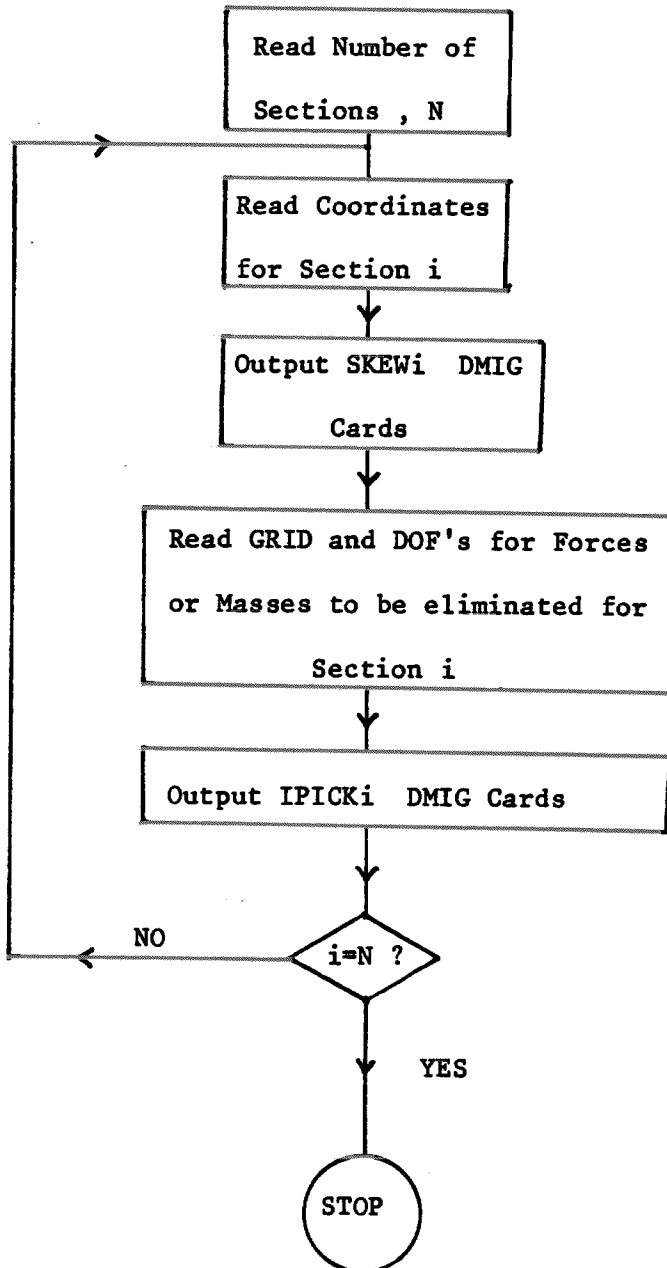 Read Number of
Sections , N
Read Coordinates
for Section i
Output SKEWi DMIG
Cards
Read GRID and DOF's for Forces
or Masses to be eliminated for
Section i
Output IPICKi DMIG Cards
i=N ?
NO
YES
STOP